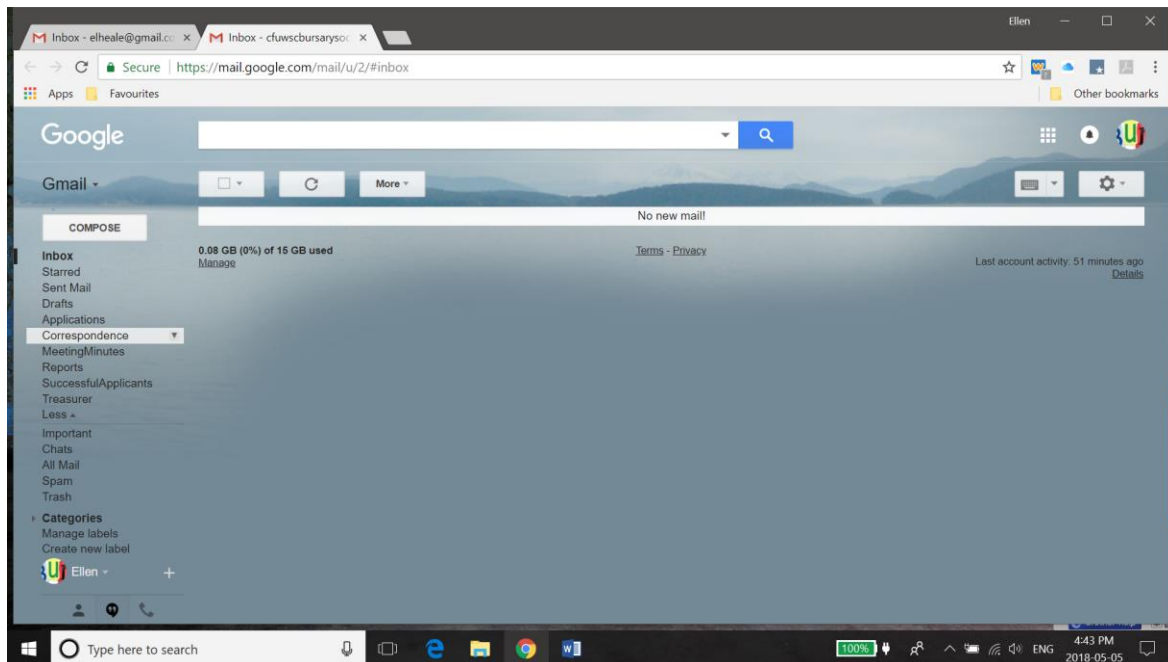 Ellen
Inbox - elheale@gmail.co
Inbox - cfuwscbursarysoc
Secure https://mail.google.com/mail/u/2/#inbox
Apps Favourites Other bookmarks
Google
Gmail
More
COMPOSE
No new mail!
Inbox
0.08 GB (0%) of 15 GB used
Manage
Terms - Privacy
Last account activity: 51 minutes ago
Details
Starred
Sent Mail
Drafts
Applications
Correspondence
MeetingMinutes
Reports
SuccessfulApplicants
Treasurer
Less
Important
Chats
All Mail
Spam
Trash
Categories
Manage labels
Create new label
Ellen
Type here to search
100%
ENG
4:43 PM
2018-05-05